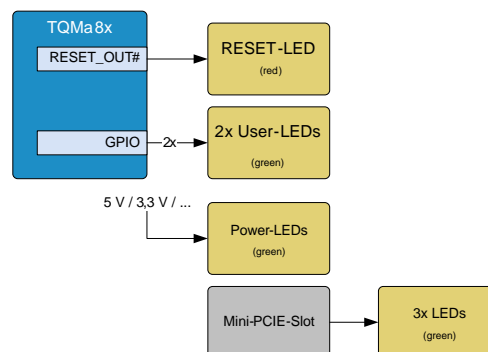 TQMa8x
RESET_OUT#
RESET-LED
(red)
GPIO
2x
2x User-LEDs
(green)
5 V / 3,3 V / ...
Power-LEDs
(green)
Mini-PCIE-Slot
3x LEDs
(green)